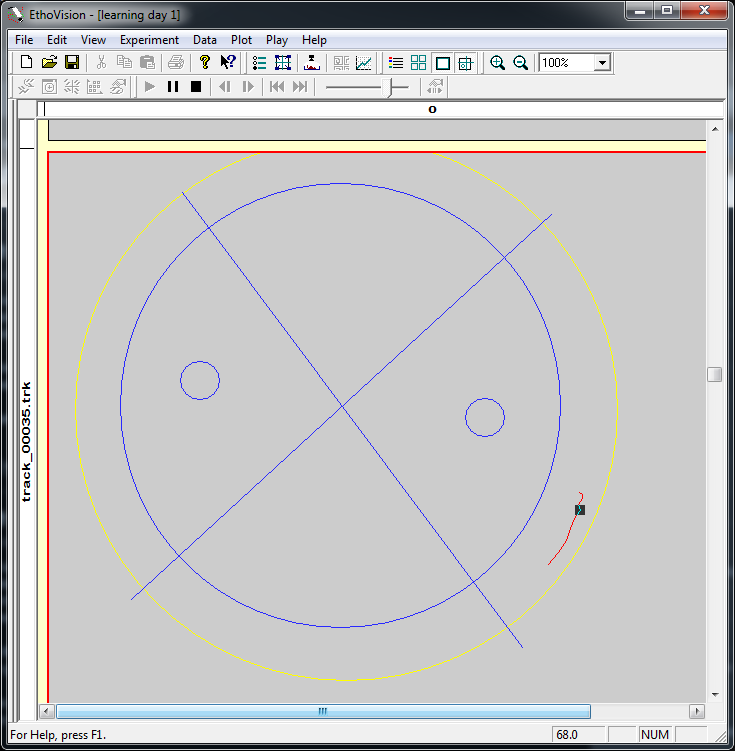 EthoVision - [learning day 1]
File Edit View Experiment Data Plot Play Help
100%
0
track_00035.trk
For Help, press F1.
68.0
NUM